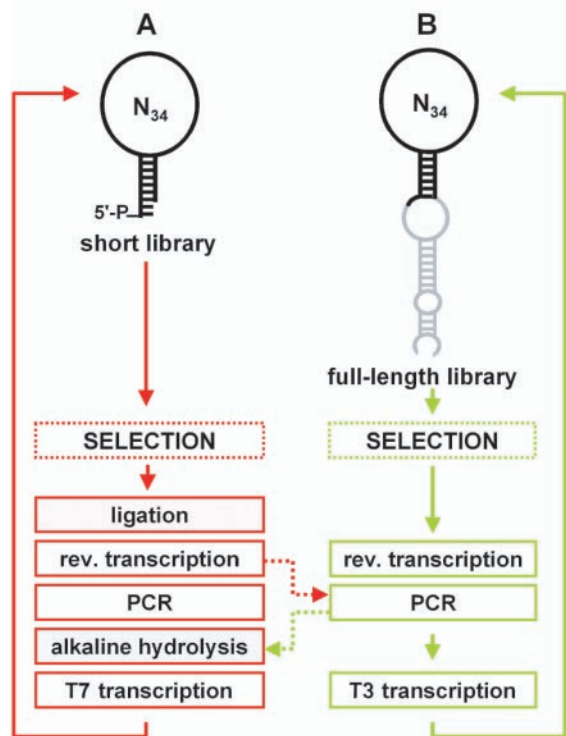 A
B
N34
N34
5'-P
short library
full-length library
SELECTION
SELECTION
ligation
rev. transcription
rev. transcription
PCR
PCR
alkaline hydrolysis
T7 transcription
T3 transcription